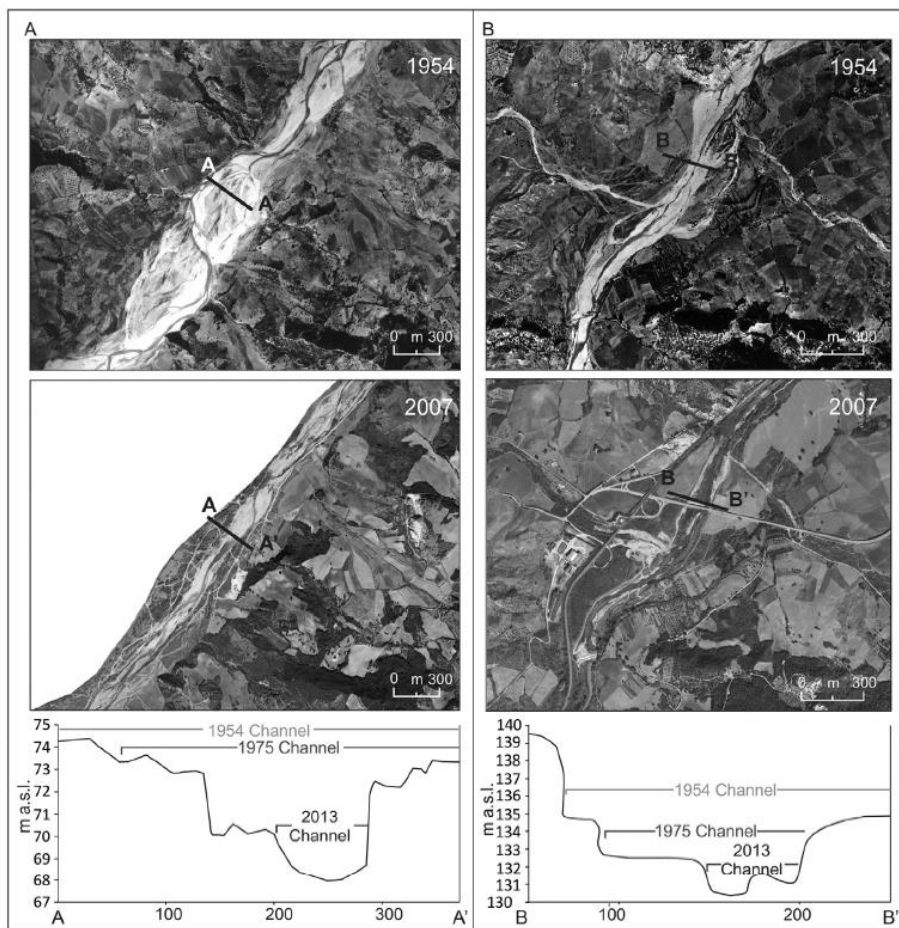 A
1954
A
A'
0 m 300
2007
A
A'
0 m 300
75
74
73
72
71
70
69
68
67
m a.s.l.
1954 Channel
1975 Channel
2013
Channel
A
100
200
300
A'
B
1954
B
B'
0 m 300
2007
B
B'
0 m 300
140
139
138
137
136
135
134
133
132
131
130
m a.s.l.
1954 Channel
1975 Channel
2013
Channel
B
100
200
B'